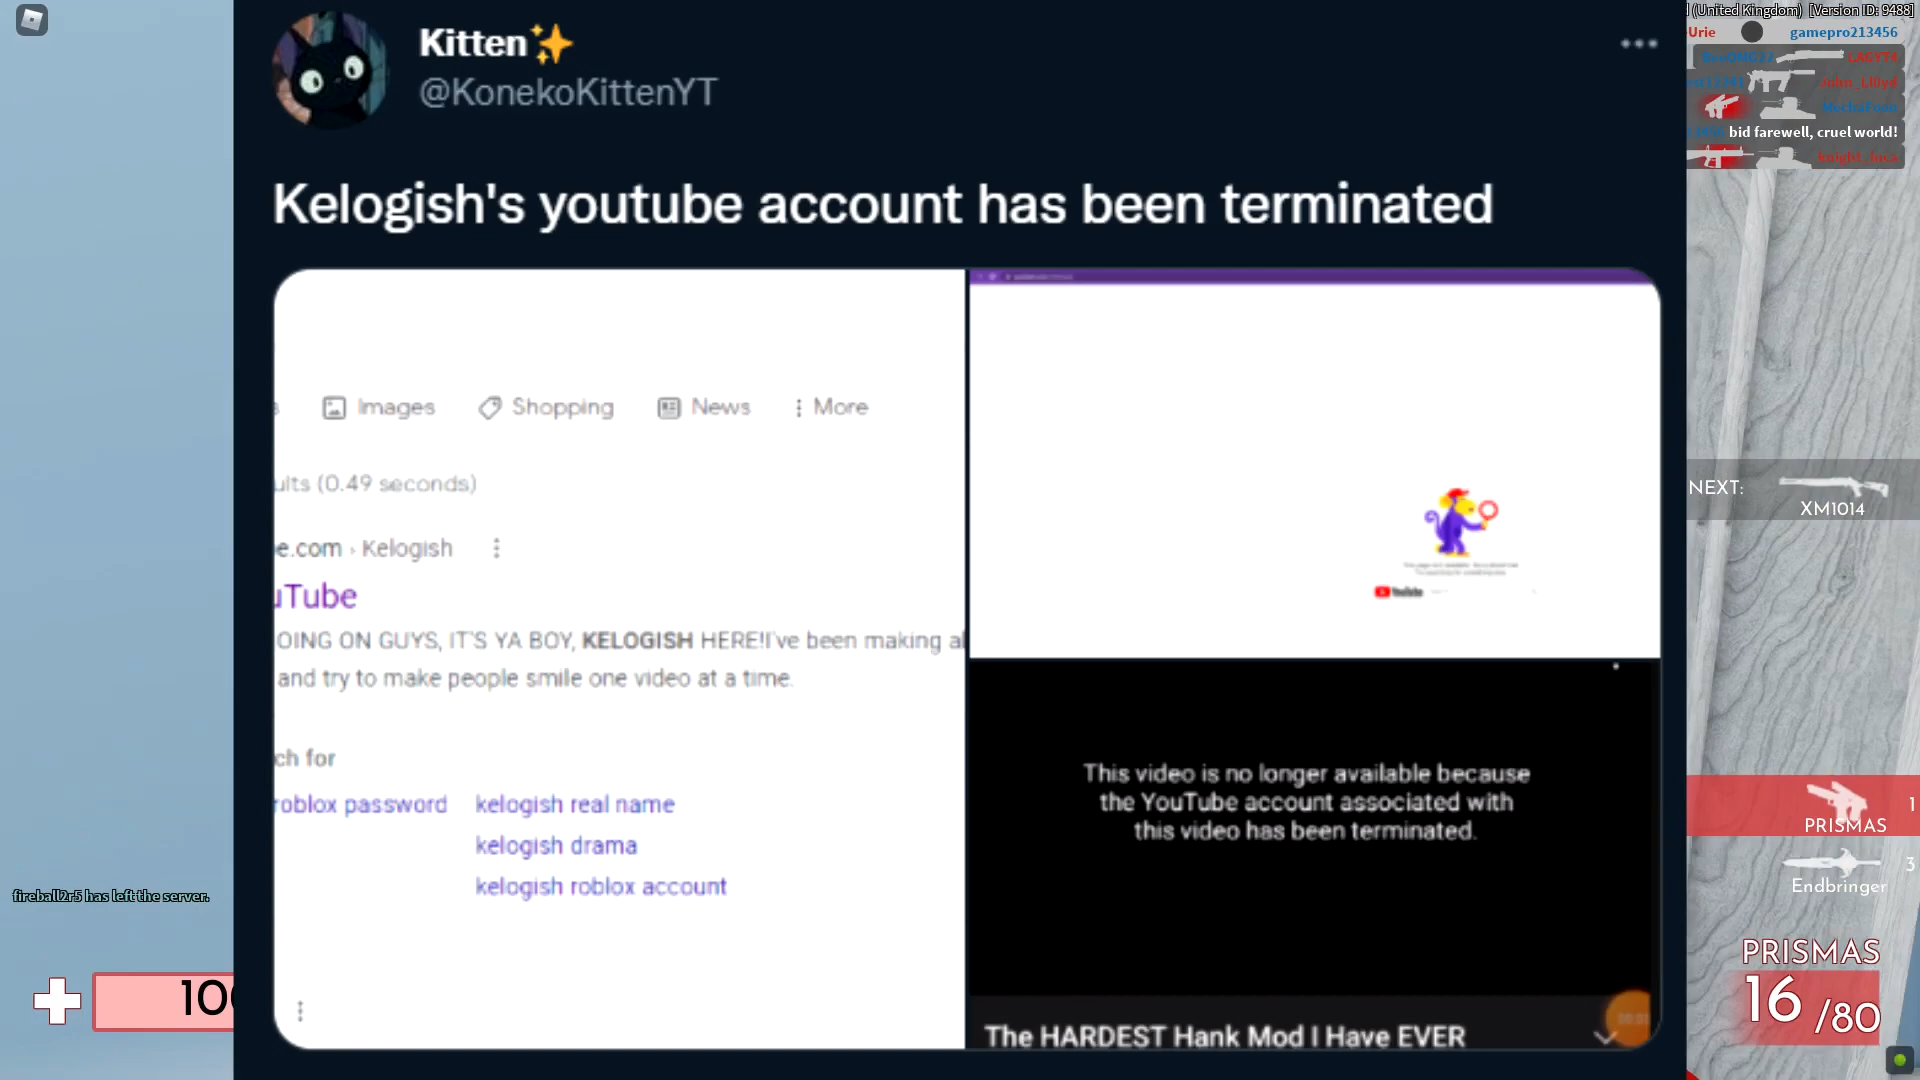 Kitten✨
@KonekoKittenYT
Kelogish's youtube account has been terminated
Images Shopping News More
ults (0.49 seconds)
e.com › Kelogish
uTube
OING ON GUYS, IT'S YA BOY, KELOGISH HERE!I've been making al
and try to make people smile one video at a time.
ch for
roblox password kelogish real name
kelogish drama
kelogish roblox account
YouTube
This video is no longer available because
the YouTube account associated with
this video has been terminated.
The HARDEST Hank Mod I Have EVER
(United Kingdom) [Version ID: 9488]
Urie gamepro213456
John_Lloyd
bid farewell, cruel world!
NEXT:
XM1014
1
PRISMAS
3
Endbringer
PRISMAS
16 /80
fireball2r5 has left the server.
10